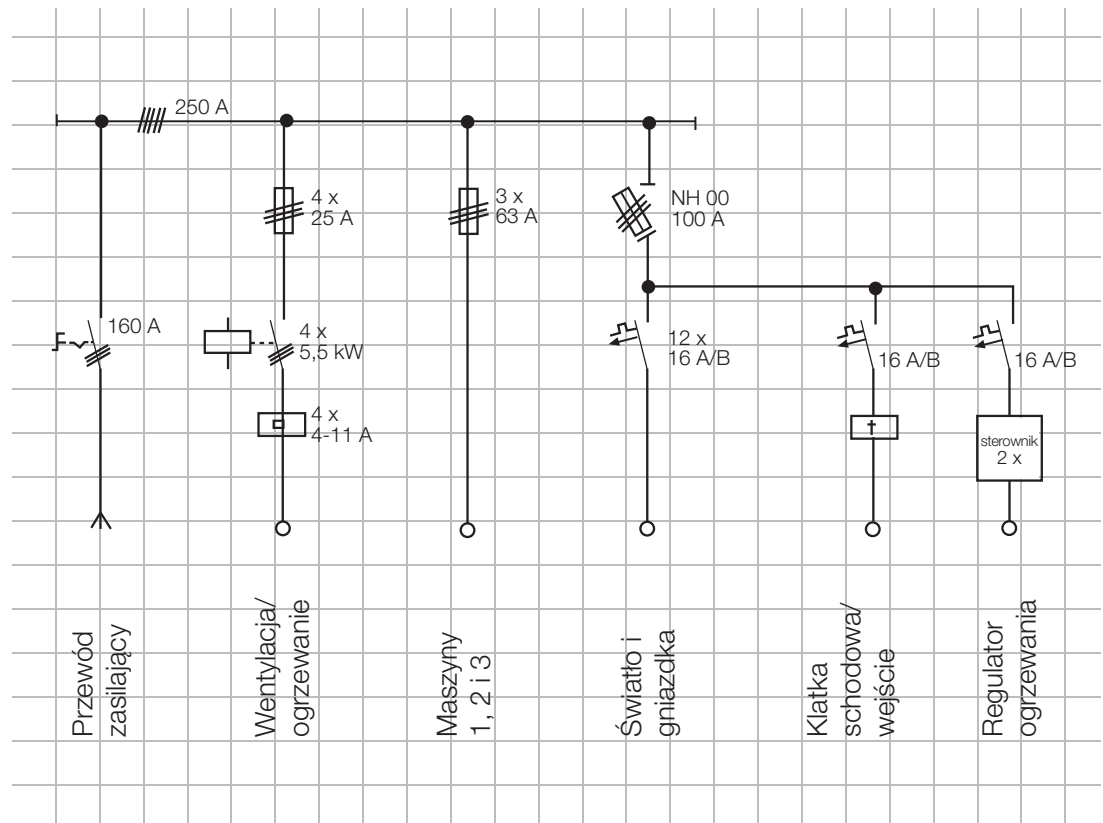 250 A
4 x
25 A
3 x
63 A
NH 00
100 A
160 A
4 x
5,5 kW
12 x
16 A/B
16 A/B
16 A/B
4 x
4-11 A
sterownik
2 x
Przewód
zasilający
Wentylacja/
ogrzewanie
Maszyny
1, 2 i 3
Światło i
gniazdka
Klatka
schodowa/
wejście
Regulator
ogrzewania